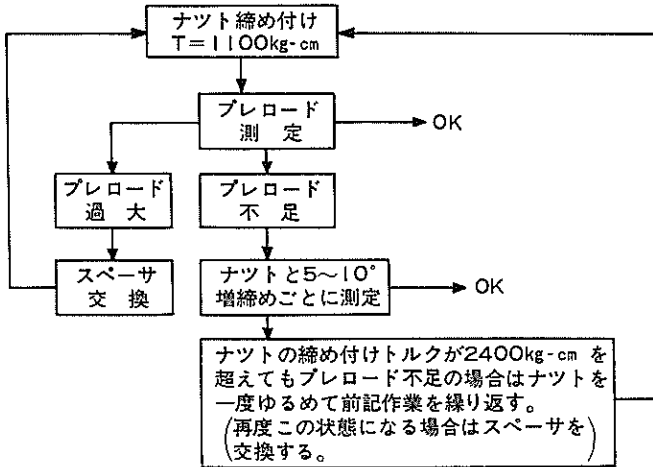 ナツト締め付け
T=1100kg-cm
プレロード
測 定
OK
プレロード
過 大
プレロード
不 足
スペーサ
交 換
ナツトと5〜10°
増締めごとに測定
OK
ナツトの締め付けトルクが2400kg-cm を
超えてもプレロード不足の場合はナツトを
一度ゆるめて前記作業を繰り返す。
(再度この状態になる場合はスペーサを
交換する。)